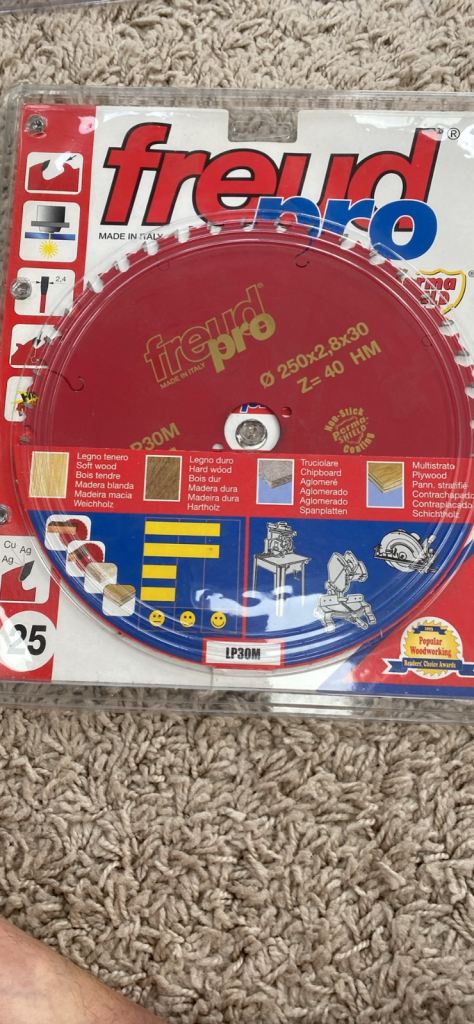 freud®
pro
MADE IN ITALY
2,4
freud®
pro
MADE IN ITALY
Ø 250x2,8x30
Z= 40 HM
LP30M
Non-Stick
Perma
SHIELD
Coating
Legno tenero
Soft wood
Bois tendre
Madera blanda
Madeira macia
Weichholz
Legno duro
Hard wood
Bois dur
Madera dura
Madeira dura
Hartholz
Truciolare
Chipboard
Aglomeré
Aglomerado
Aglomerado
Spanplatten
Multistrato
Plywood
Pann. stratifié
Contrachapado
Contraplacado
Schichtholz
Cu Ag
Ag
25
LP30M
Popular
Woodworking
Readers' Choice Awards